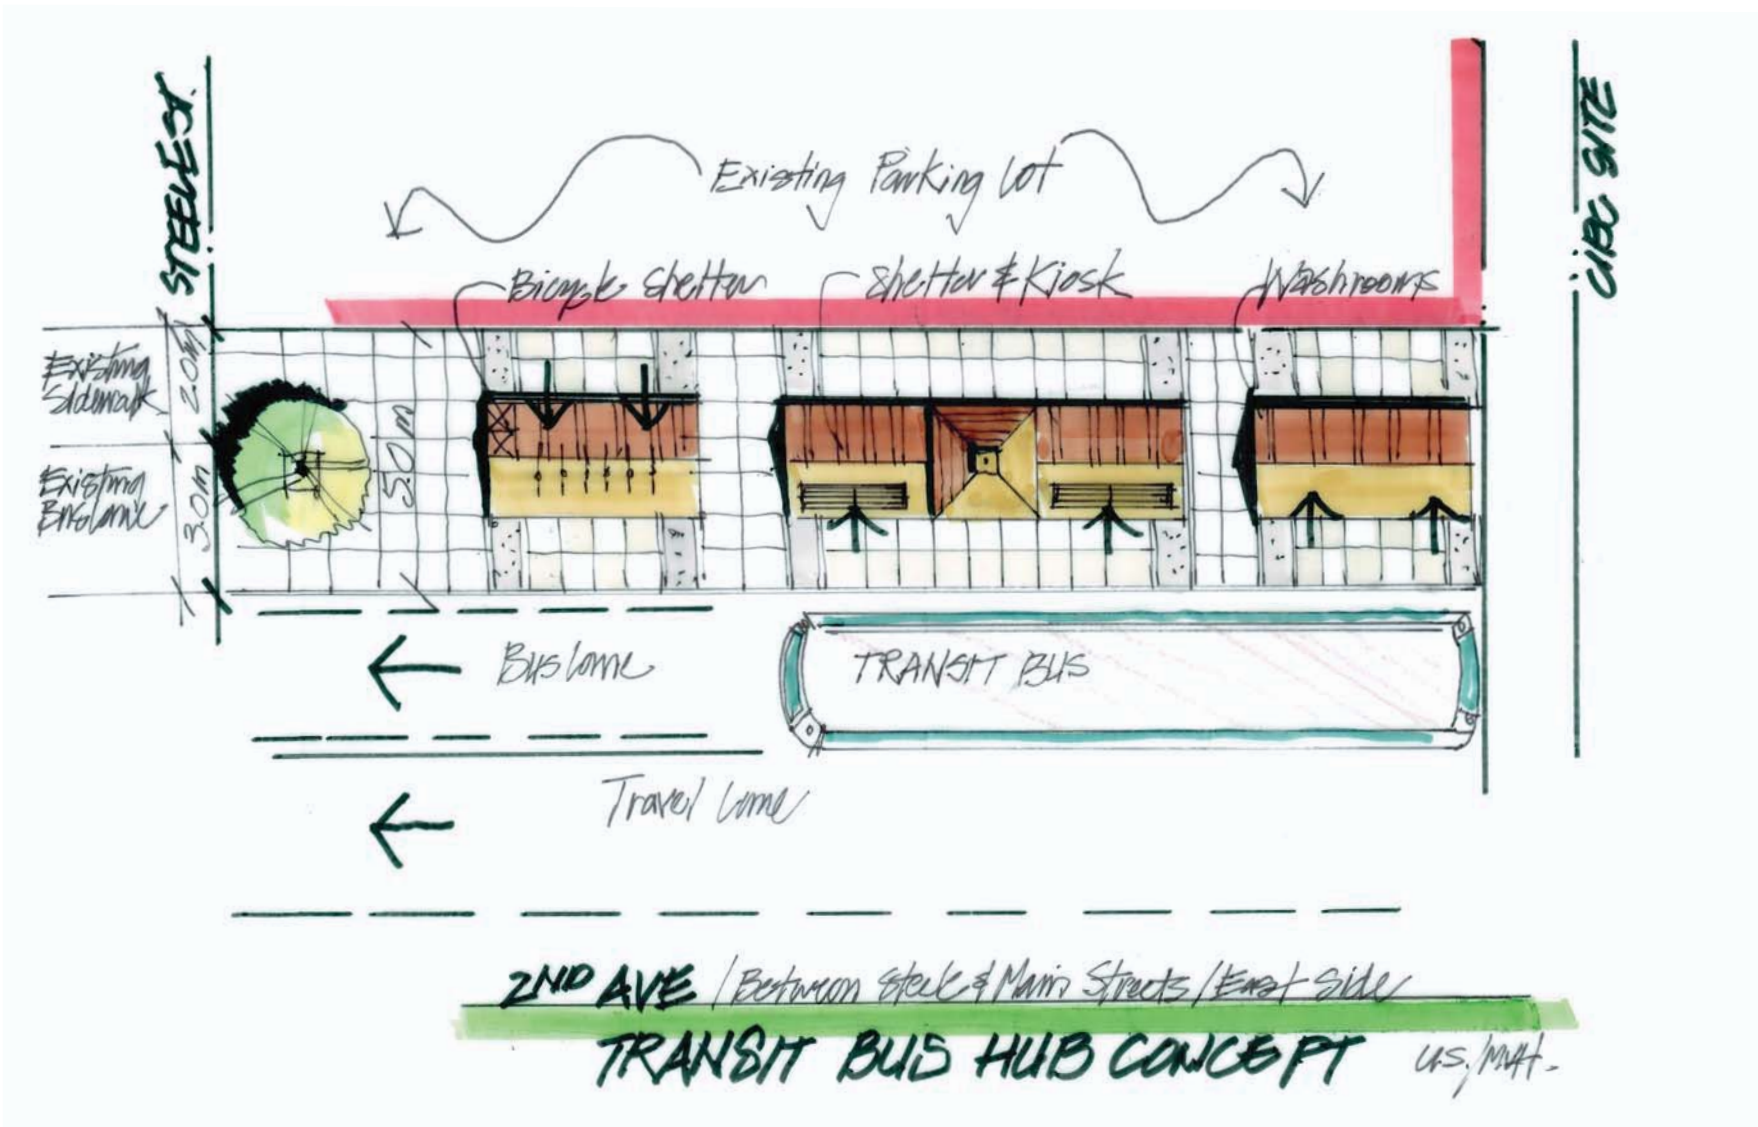 STEELE ST.
CIBC SITE
Existing Parking Lot
Bicycle Shelter
Shelter & Kiosk
Washrooms
Existing
Sidewalk
2.0m
Existing
Bus Lane
3.0m
5.0m
Bus Lane
TRANSIT BUS
Travel Lane
2ND AVE / Between Steele & Main Streets / East Side
TRANSIT BUS HUB CONCEPT
U.S./MVH.